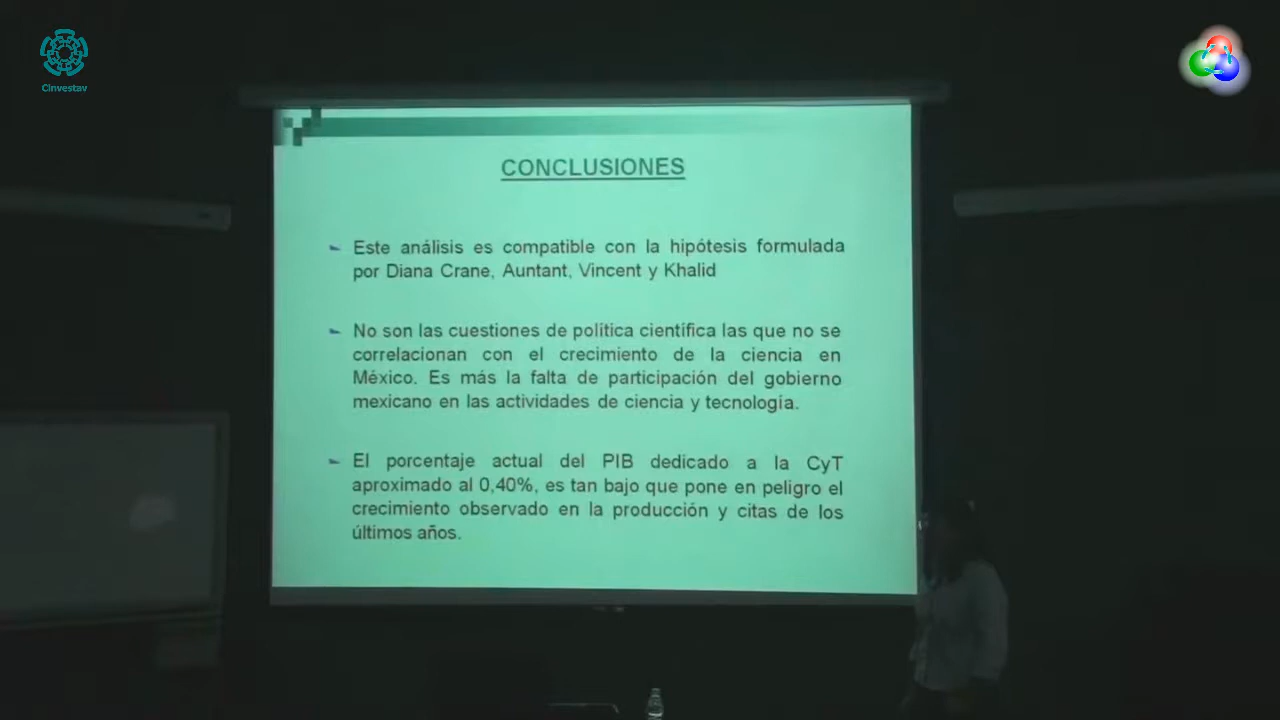 Cinvestav
CONCLUSIONES
Este análisis es compatible con la hipótesis formulada
por Diana Crane, Auntant, Vincent y Khalid
No son las cuestiones de política científica las que no se
correlacionan con el crecimiento de la ciencia en
México. Es más la falta de participación del gobierno
mexicano en las actividades de ciencia y tecnología.
El porcentaje actual del PIB dedicado a la CyT
aproximado al 0,40%, es tan bajo que pone en peligro el
crecimiento observado en la producción y citas de los
últimos años.